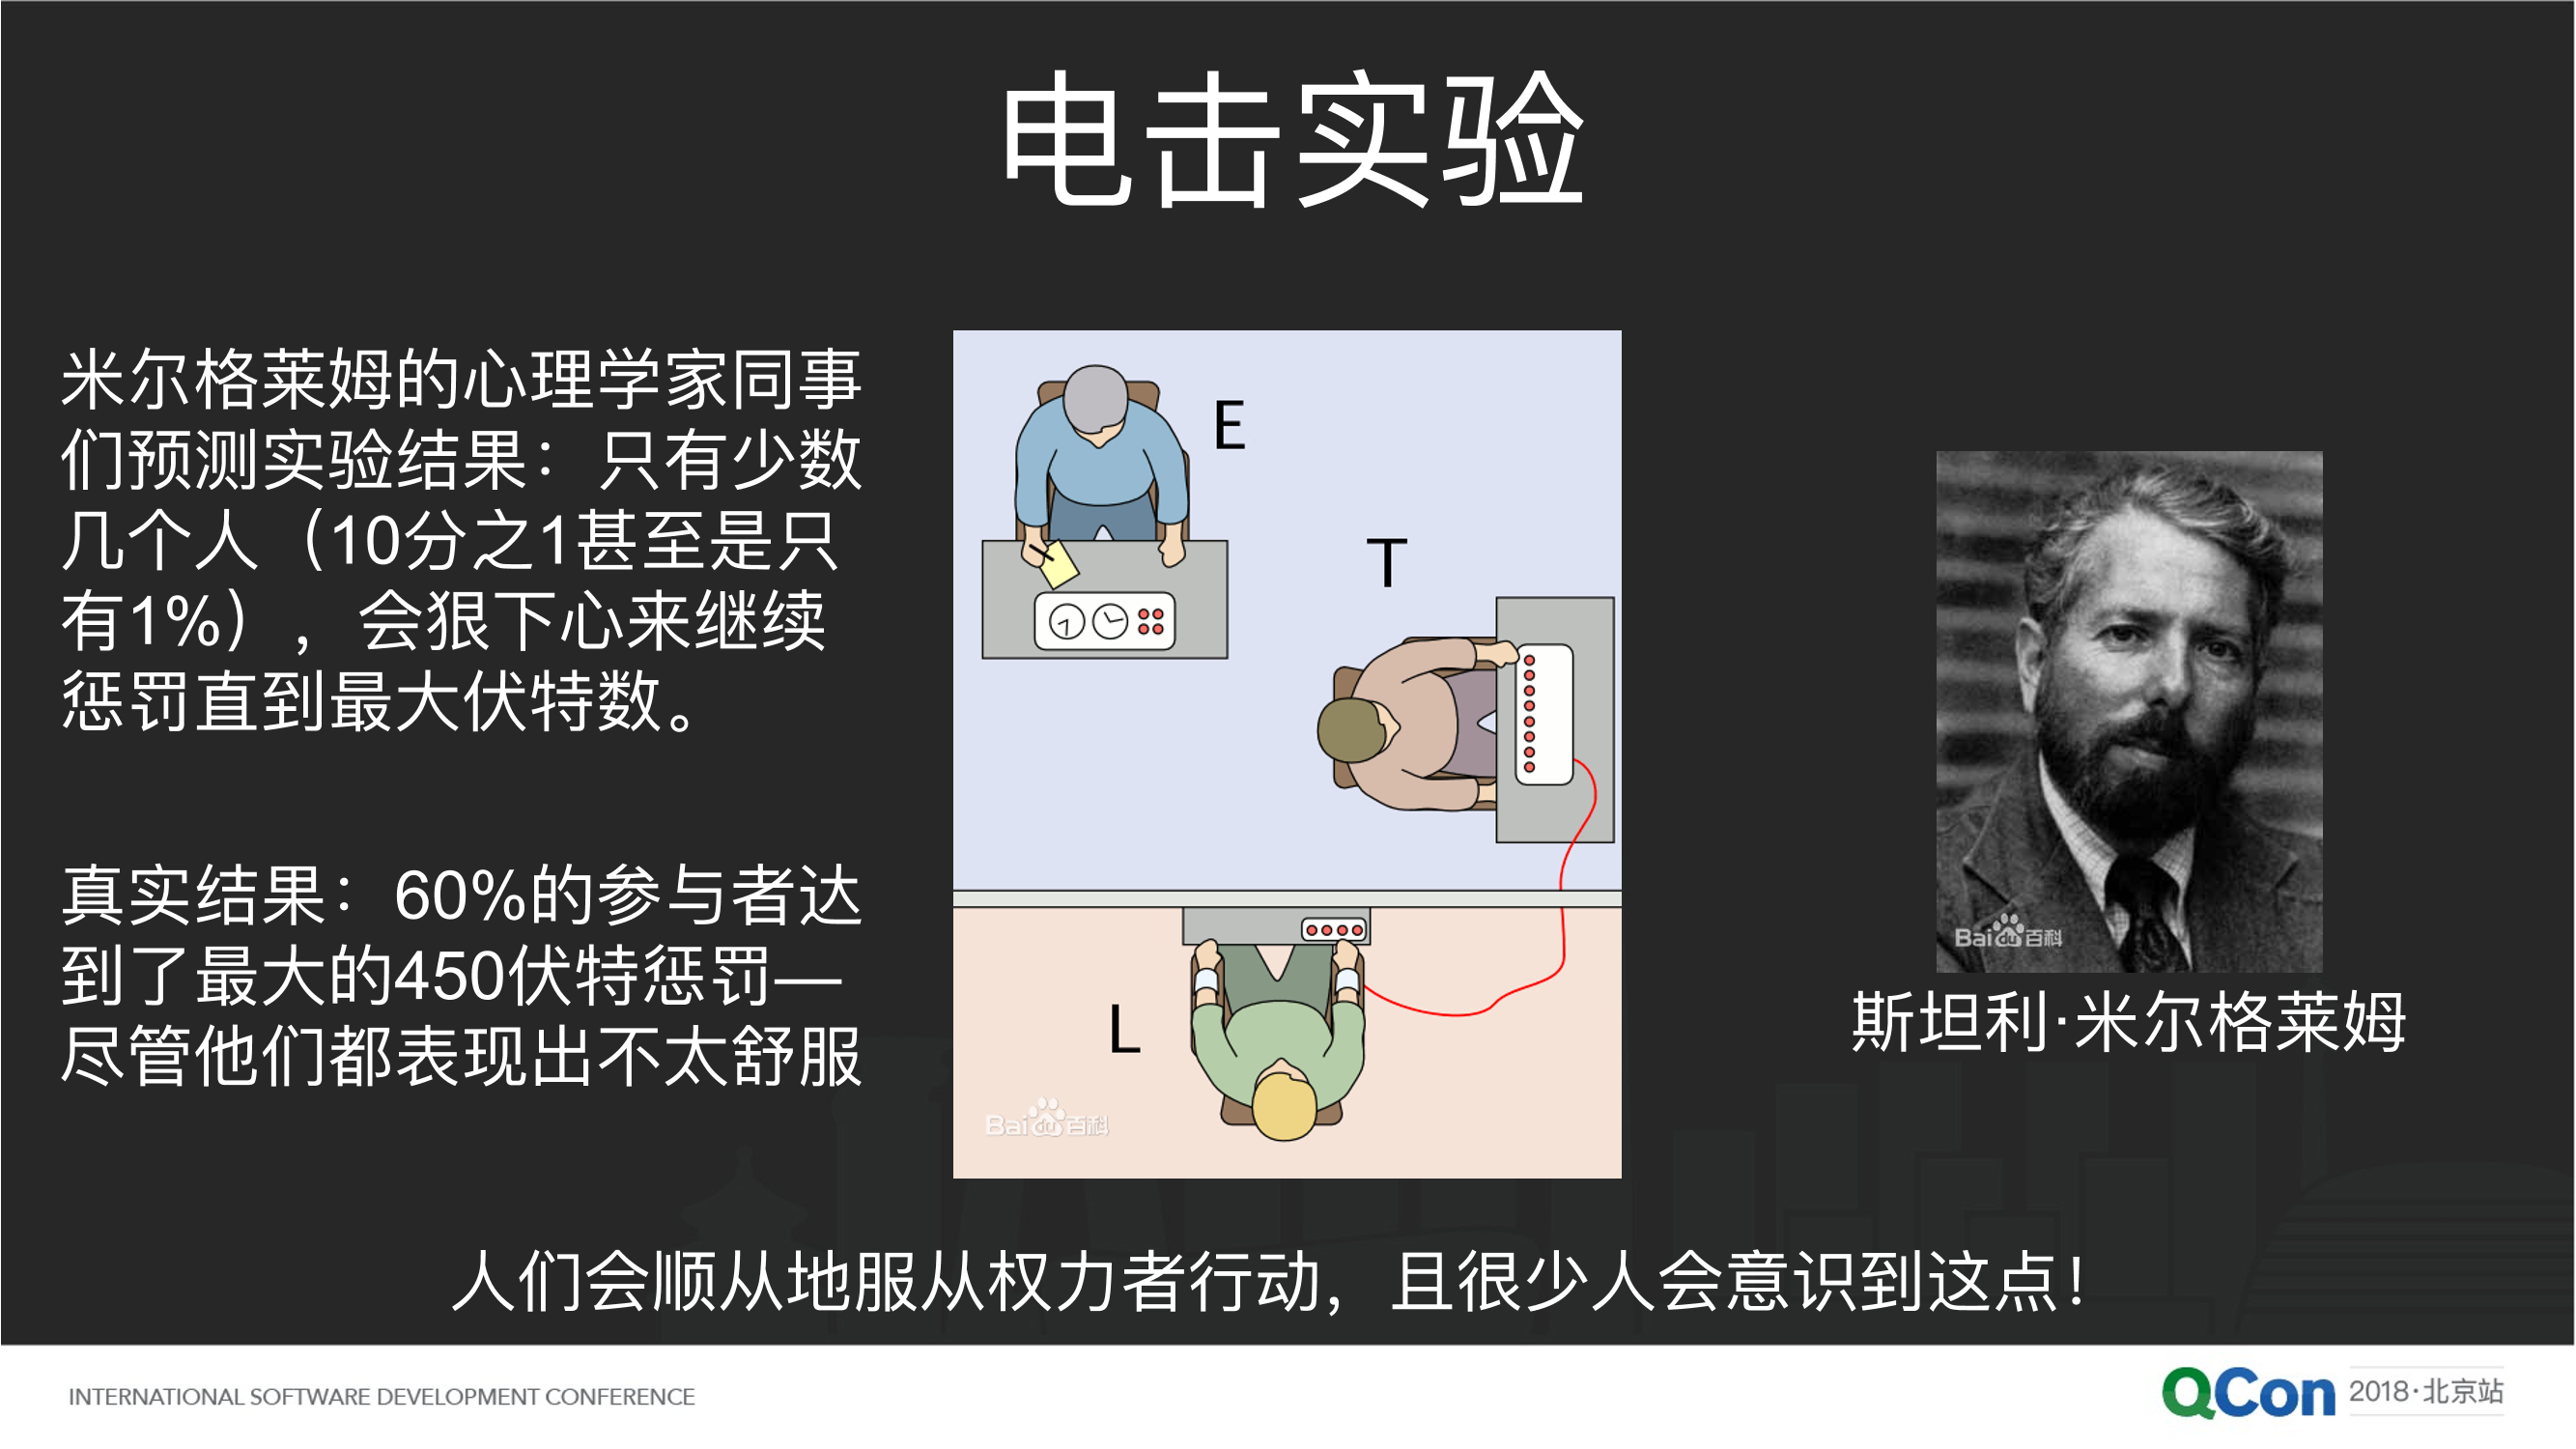 电击实验
米尔格莱姆的心理学家同事
们预测实验结果：只有少数
几个人（10分之1甚至是只
有1%），会狠下心来继续
惩罚直到最大伏特数。
真实结果：60%的参与者达
到了最大的450伏特惩罚—
尽管他们都表现出不太舒服
E
T
L
Baidu百科
Baidu百科
斯坦利·米尔格莱姆
人们会顺从地服从权力者行动，且很少人会意识到这点！
INTERNATIONAL SOFTWARE DEVELOPMENT CONFERENCE
QCon 2018·北京站